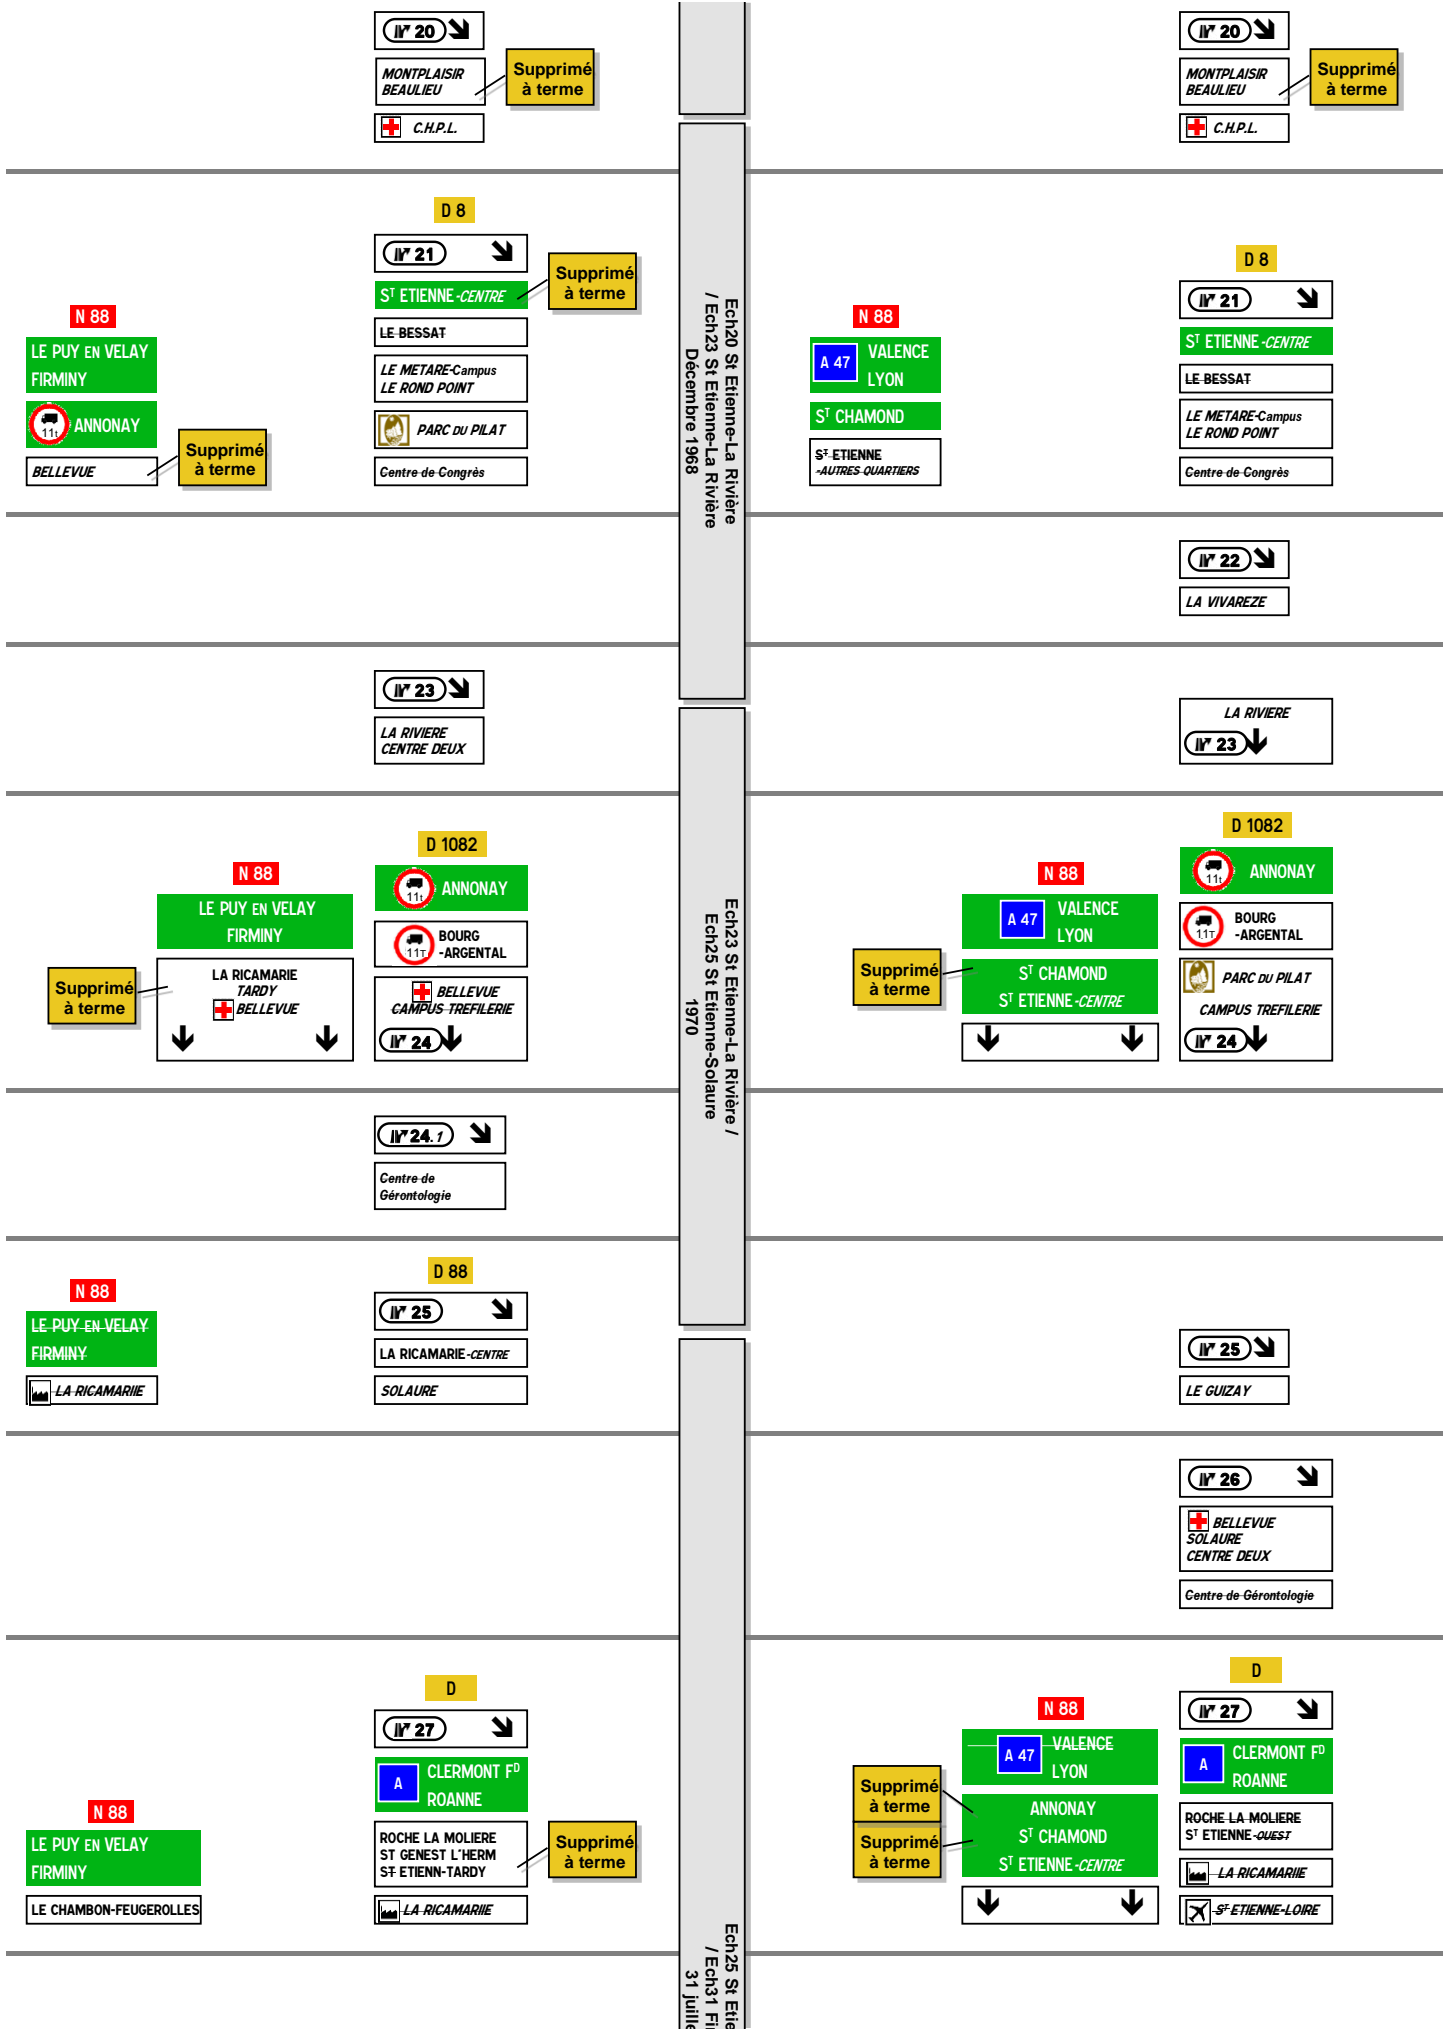 20
MONTPLAISIR
BEAULIEU
Supprimé
à terme
C.H.P.L.
20
MONTPLAISIR
BEAULIEU
Supprimé
à terme
C.H.P.L.
Ech20 St Etienne-La Rivière
/ Ech23 St Etienne-La Rivière
Décembre 1968
N 88
LE PUY EN VELAY
FIRMINY
11t ANNONAY
BELLEVUE
Supprimé
à terme
D 8
21
ST ETIENNE-CENTRE
Supprimé
à terme
LE BESSAT
LE METARE-Campus
LE ROND POINT
PARC DU PILAT
Centre de Congrès
N 88
A 47 VALENCE
LYON
ST CHAMOND
ST ETIENNE
-AUTRES QUARTIERS
D 8
21
ST ETIENNE-CENTRE
LE BESSAT
LE METARE-Campus
LE ROND POINT
Centre de Congrès
22
LA VIVAREZE
23
LA RIVIERE
CENTRE DEUX
LA RIVIERE
23
Ech23 St Etienne-La Rivière /
Ech25 St Etienne-Solaure
1970
N 88
LE PUY EN VELAY
FIRMINY
Supprimé
à terme
LA RICAMARIE
TARDY
BELLEVUE
D 1082
11t ANNONAY
11T BOURG
-ARGENTAL
BELLEVUE
CAMPUS TREFILERIE
24
N 88
A 47 VALENCE
LYON
Supprimé
à terme
ST CHAMOND
ST ETIENNE-CENTRE
D 1082
11t ANNONAY
11T BOURG
-ARGENTAL
PARC DU PILAT
CAMPUS TREFILERIE
24
24.1
Centre de
Gérontologie
N 88
LE PUY EN VELAY
FIRMINY
LA RICAMARIIE
D 88
25
LA RICAMARIE-CENTRE
SOLAURE
25
LE GUIZAY
26
BELLEVUE
SOLAURE
CENTRE DEUX
Centre de Gérontologie
N 88
LE PUY EN VELAY
FIRMINY
LE CHAMBON-FEUGEROLLES
D
27
A CLERMONT FD
ROANNE
ROCHE LA MOLIERE
ST GENEST L'HERM
ST ETIENN-TARDY
Supprimé
à terme
LA RICAMARIIE
N 88
A 47 VALENCE
LYON
Supprimé
à terme
Supprimé
à terme
ANNONAY
ST CHAMOND
ST ETIENNE-CENTRE
D
27
A CLERMONT FD
ROANNE
ROCHE LA MOLIERE
ST ETIENNE-OUEST
LA RICAMARIIE
ST ETIENNE-LOIRE
Ech25 St Etie
/ Ech31 Fi
31 juille